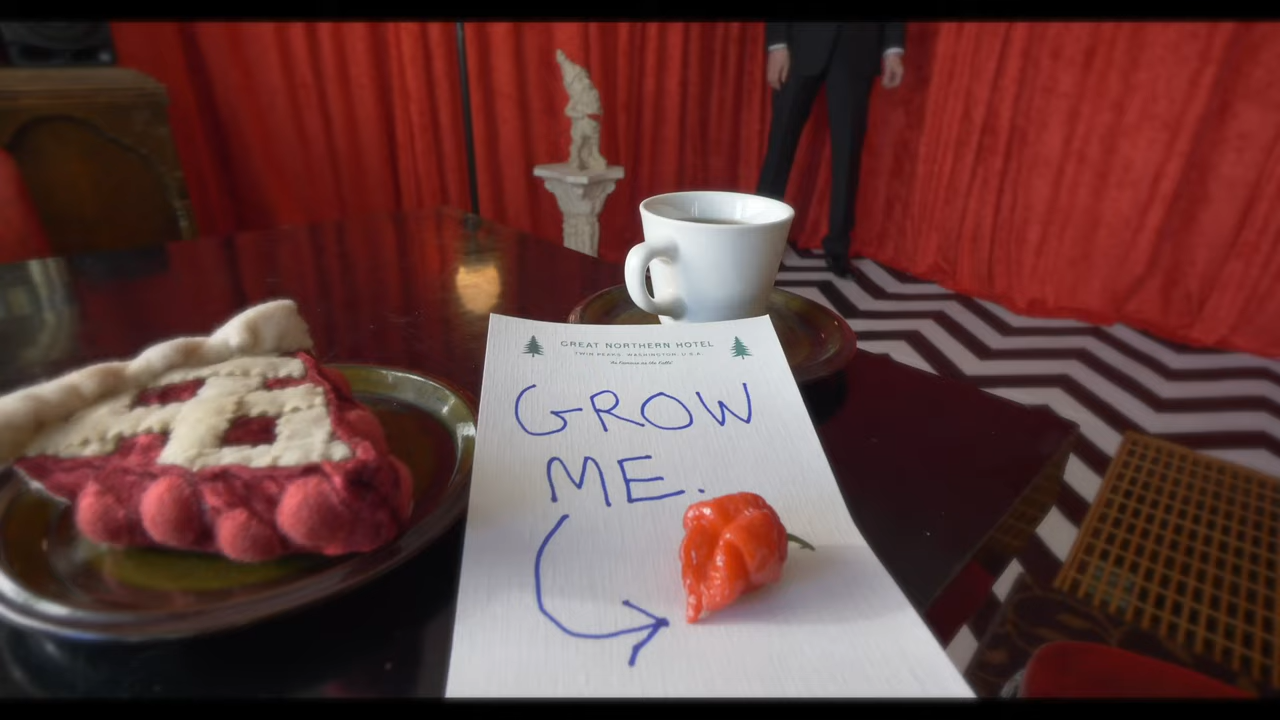 GREAT NORTHERN HOTEL
TWIN PEAKS, WASHINGTON, U.S.A.
GROW
ME.